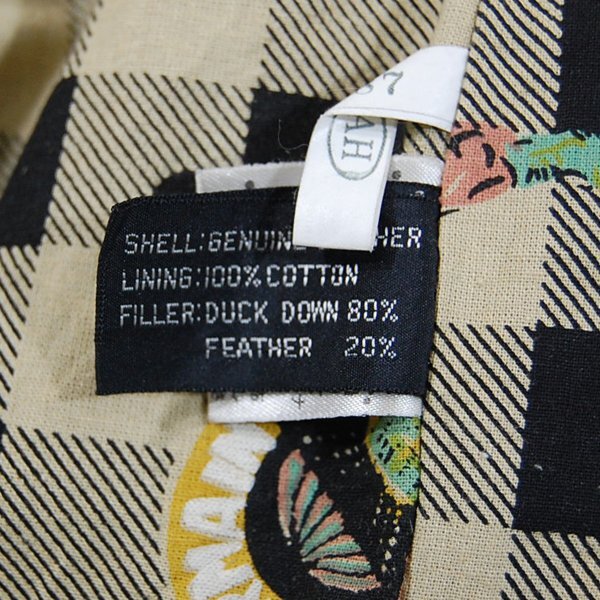 SHELL:GENUINE
LINING:100% COTTON
FILLER:DUCK DOWN 80%
FEATHER 20%